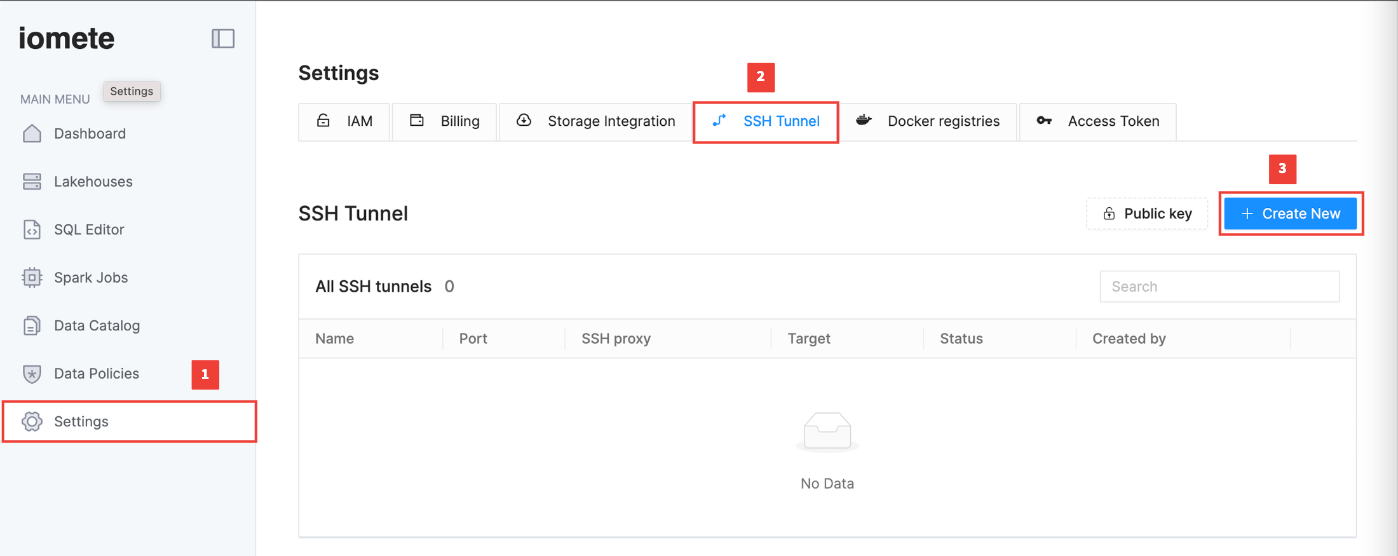 iomete
MAIN MENU
Settings
Dashboard
Lakehouses
SQL Editor
Spark Jobs
Data Catalog
Data Policies
1
Settings
Settings
2
IAM Billing Storage Integration SSH Tunnel Docker registries Access Token
3
SSH Tunnel
Public key
+ Create New
All SSH tunnels 0
Search
Name Port SSH proxy Target Status Created by
No Data